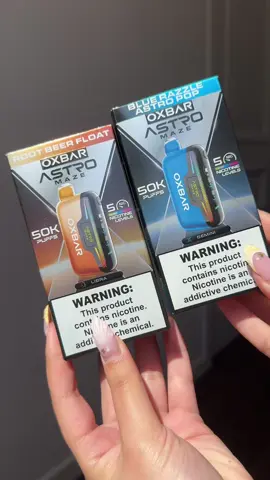 ROOT BEER FLOAT
OXBAR
ASTRO
MAZE
50K
PUFFS
5
NICOTINE
LEVELS
OXBAR
LIBRA
WARNING:
This product
contains nicotine.
Nicotine is an
addictive chemical.
BLUE RAZZLE
ASTRO POP
OXBAR
ASTRO
MAZE
50K
PUFFS
5
NICOTINE
LEVELS
OXBAR
WARNING:
This product
contains nicotin
Nicotine is an
addictive chemic